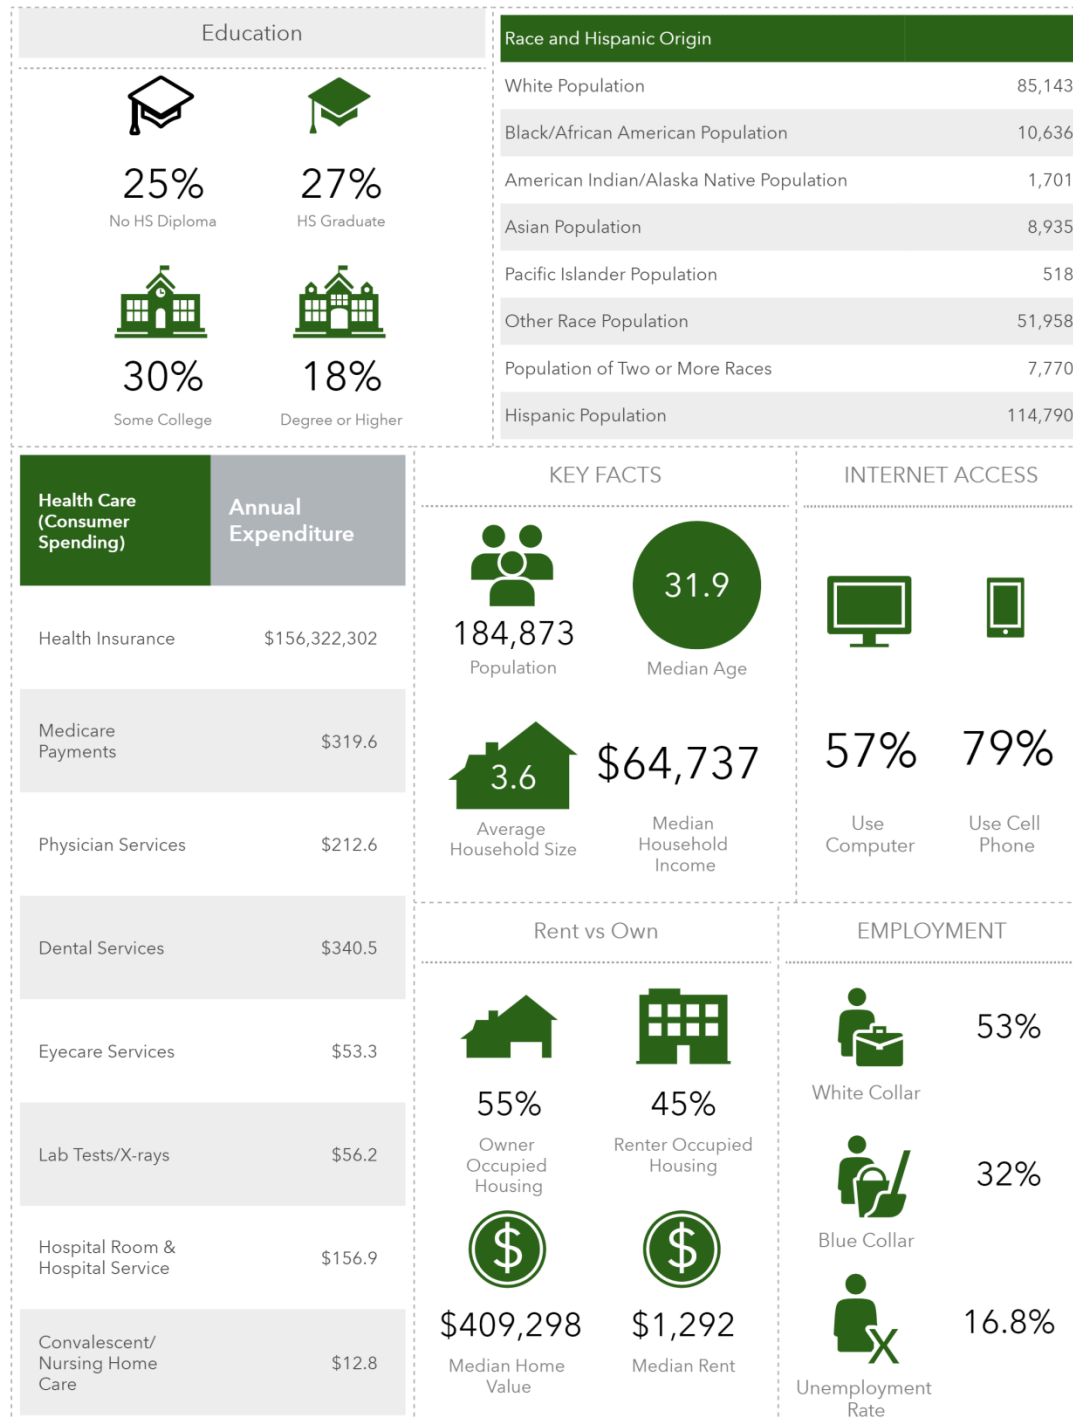 Education
25%
27%
No HS Diploma
HS Graduate
30%
18%
Some College
Degree or Higher
Race and Hispanic Origin
White Population 85,143
Black/African American Population 10,636
American Indian/Alaska Native Population 1,701
Asian Population 8,935
Pacific Islander Population 518
Other Race Population 51,958
Population of Two or More Races 7,770
Hispanic Population 114,790
Health Care
(Consumer
Spending)
Annual
Expenditure
Health Insurance $156,322,302
Medicare
Payments
$319.6
Physician Services $212.6
Dental Services $340.5
Eyecare Services $53.3
Lab Tests/X-rays $56.2
Hospital Room &
Hospital Service
$156.9
Convalescent/
Nursing Home
Care
$12.8
KEY FACTS
184,873
Population
31.9
Median Age
3.6
Average
Household Size
$64,737
Median
Household
Income
INTERNET ACCESS
57%
79%
Use
Computer
Use Cell
Phone
Rent vs Own
55%
45%
Owner
Occupied
Housing
Renter Occupied
Housing
$
$
$409,298
$1,292
Median Home
Value
Median Rent
EMPLOYMENT
53%
White Collar
32%
Blue Collar
X
16.8%
Unemployment
Rate